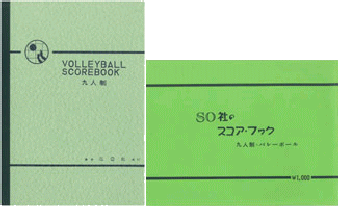 VOLLEYBALL
SCOREBOOK
九人制
SO社の
スコア・ブック
九人制・バレーボール
¥1,000